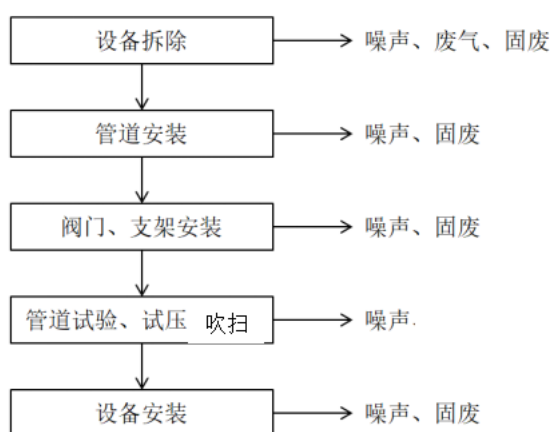 设备拆除 噪声、废气、固废
管道安装 噪声、固废
阀门、支架安装 噪声、固废
管道试验、试压 吹扫 噪声.
设备安装 噪声、固废